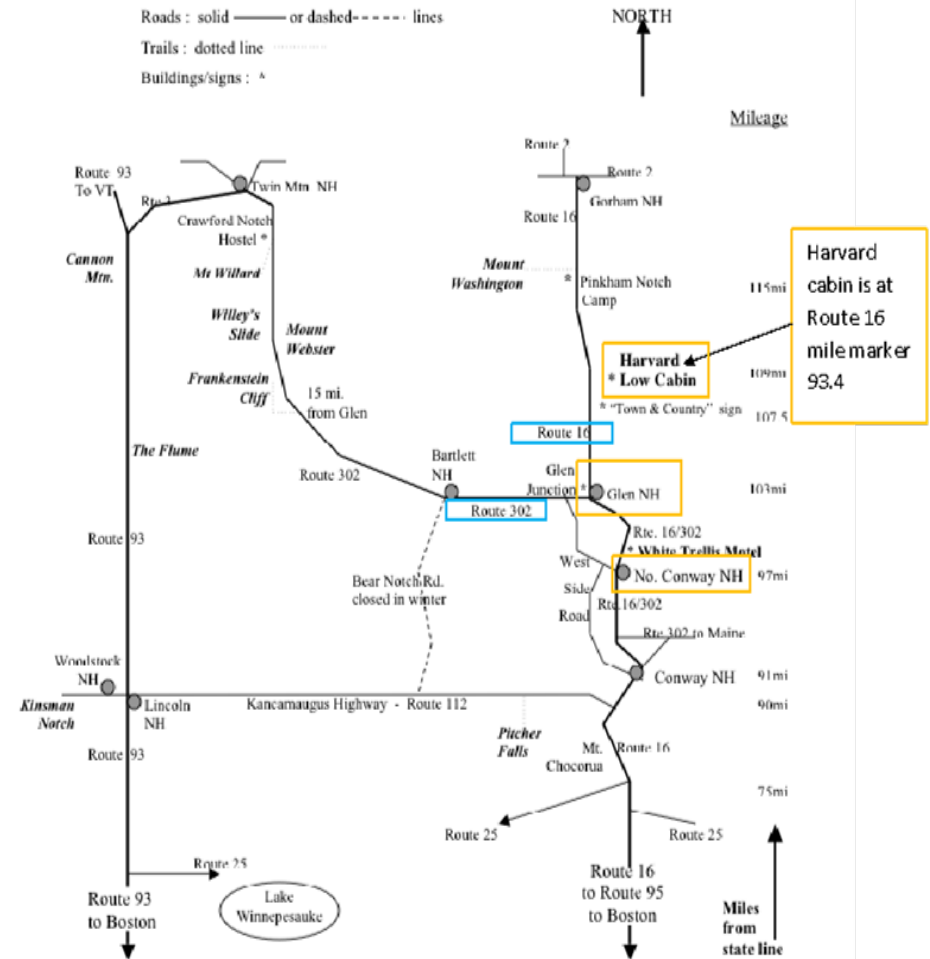 Roads : solid or dashed lines
Trails : dotted line
Buildings/signs : *
NORTH
Mileage
Route 93
To VT
Rte 3
Twin Mtn NH
Route 2
Route 2
Gorham NH
Route 16
Crawford Notch
Hostel *
Cannon
Mtn.
Mt Willard
Mount
Washington
* Pinkham Notch
Camp
115mi
Harvard
cabin is at
Route 16
mile marker
93.4
Willey's
Slide
Mount
Webster
Harvard
* Low Cabin
109mi
Frankenstein
Cliff
15 mi.
from Glen
* "Town & Country" sign
107.5
Route 16
The Flume
Bartlett
NH
Route 302
Glen
Junction *
Glen NH
103mi
Route 302
Route 93
Rte. 16/302
* White Trellis Motel
West
Side
Road
No. Conway NH
97mi
Bear Notch Rd.
closed in winter
Rte 16/302
Rte 302 to Maine
Woodstock
NH
Conway NH
91mi
Kinsman
Notch
Lincoln
NH
Kancamaugus Highway - Route 112
90mi
Pitcher
Falls
Route 93
Mt.
Chocorua
Route 16
75mi
Route 25
Route 25
Route 25
Route 93
to Boston
Lake
Winnepesauke
Route 16
to Route 95
to Boston
Miles
from
state line